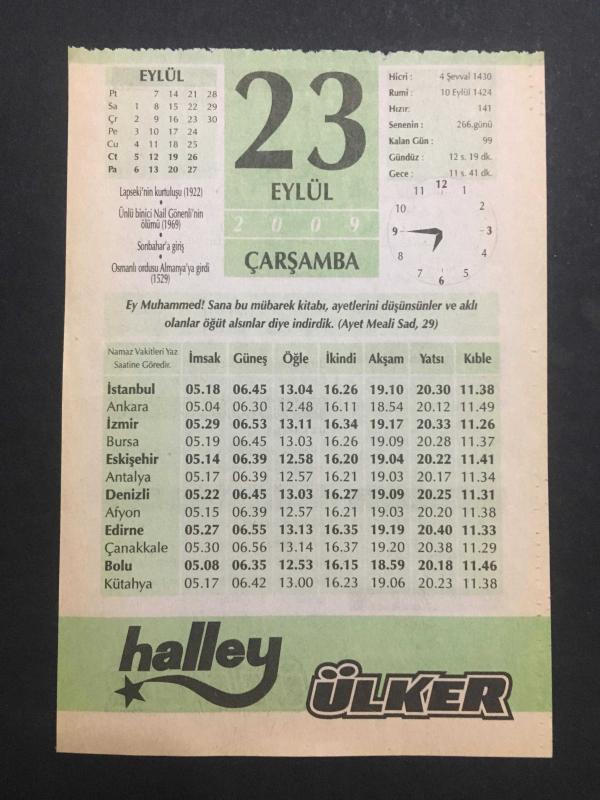 EYLÜL
Pt 7 14 21 28
Sa 1 8 15 22 29
Çr 2 9 16 23 30
Pe 3 10 17 24
Cu 4 11 18 25
Ct 5 12 19 26
Pa 6 13 20 27
Lapseki'nin kurtuluşu (1922)
Ünlü binici Nail Gönenli'nin
ölümü (1969)
Sonbahar'a giriş
Osmanlı ordusu Almanya'ya girdi
(1529)
23
EYLÜL
2009
ÇARŞAMBA
Hicri : 4 Şevval 1430
Rumi : 10 Eylül 1424
Hızır: 141
Senenin : 266.günü
Kalan Gün : 99
Gündüz : 12 s. 19 dk.
Gece : 11 s. 41 dk.
11 12 1
10 2
9 3
8 4
7 6 5
Ey Muhammed! Sana bu mübarek kitabı, ayetlerini düşünsünler ve aklı
olanlar öğüt alsınlar diye indirdik. (Ayet Meali Sad, 29)
Namaz Vakitleri Yaz
Saatine Göredir.
İmsak Güneş Öğle İkindi Akşam Yatsı Kıble
İstanbul 05.18 06.45 13.04 16.26 19.10 20.30 11.38
Ankara 05.04 06.30 12.48 16.11 18.54 20.12 11.49
İzmir 05.29 06.53 13.11 16.34 19.17 20.33 11.26
Bursa 05.19 06.45 13.03 16.26 19.09 20.28 11.37
Eskişehir 05.14 06.39 12.58 16.20 19.04 20.22 11.41
Antalya 05.17 06.39 12.57 16.21 19.03 20.17 11.34
Denizli 05.22 06.45 13.03 16.27 19.09 20.25 11.31
Afyon 05.15 06.39 12.57 16.21 19.03 20.20 11.38
Edirne 05.27 06.55 13.13 16.35 19.19 20.40 11.33
Çanakkale 05.30 06.56 13.14 16.37 19.20 20.38 11.29
Bolu 05.08 06.35 12.53 16.15 18.59 20.18 11.46
Kütahya 05.17 06.42 13.00 16.23 19.06 20.23 11.38
halley
ÜLKER